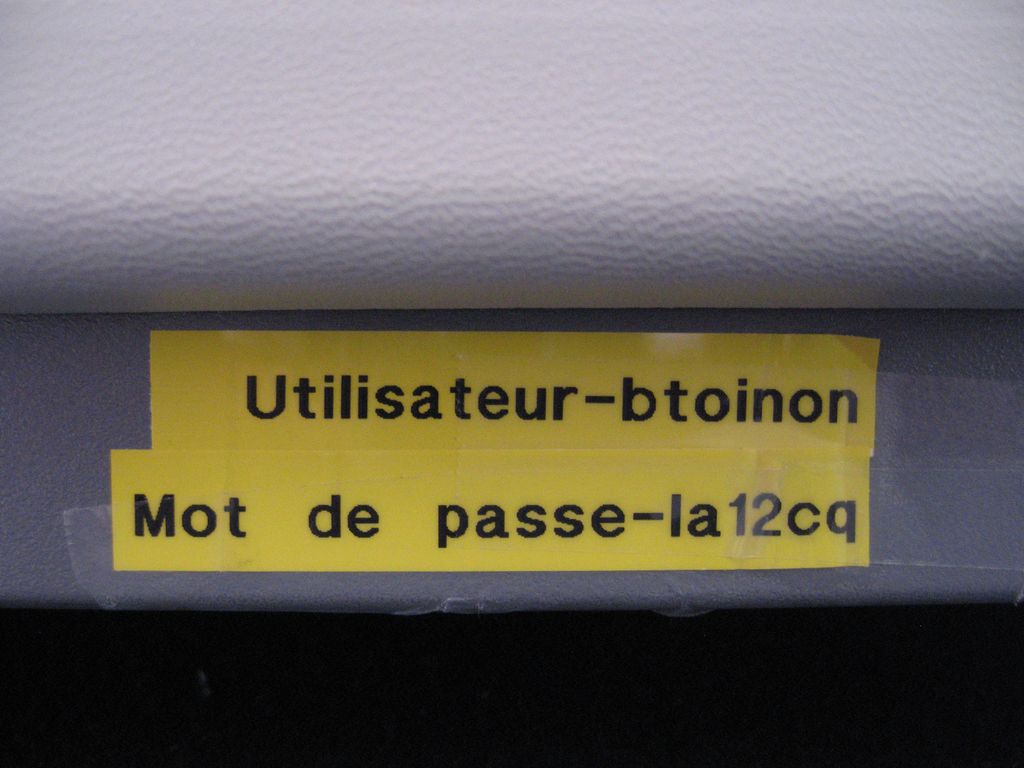 Utilisateur-btoinon
Mot de passe-la12cq